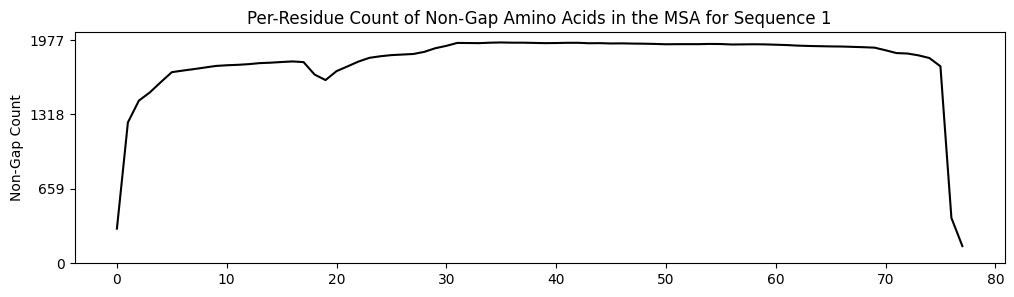 Per-Residue Count of Non-Gap Amino Acids in the MSA for Sequence 1
Non-Gap Count
1977
1318
659
0
0 10 20 30 40 50 60 70 80